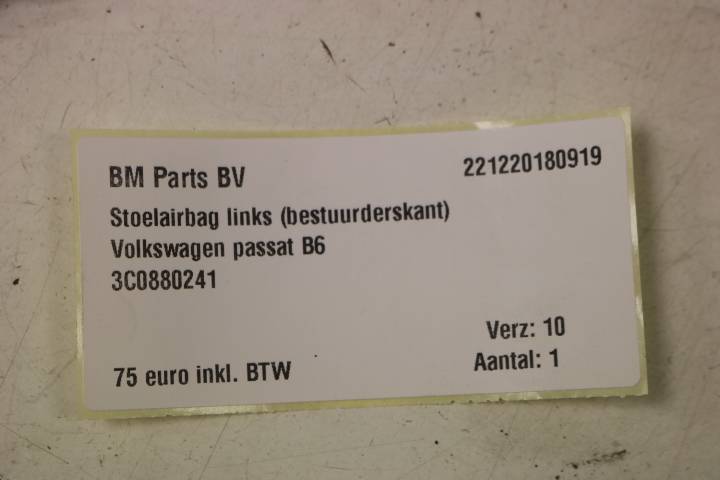 BM Parts BV
221220180919
Stoelairbag links (bestuurderskant)
Volkswagen passat B6
3C0880241
Verz: 10
75 euro inkl. BTW
Aantal: 1